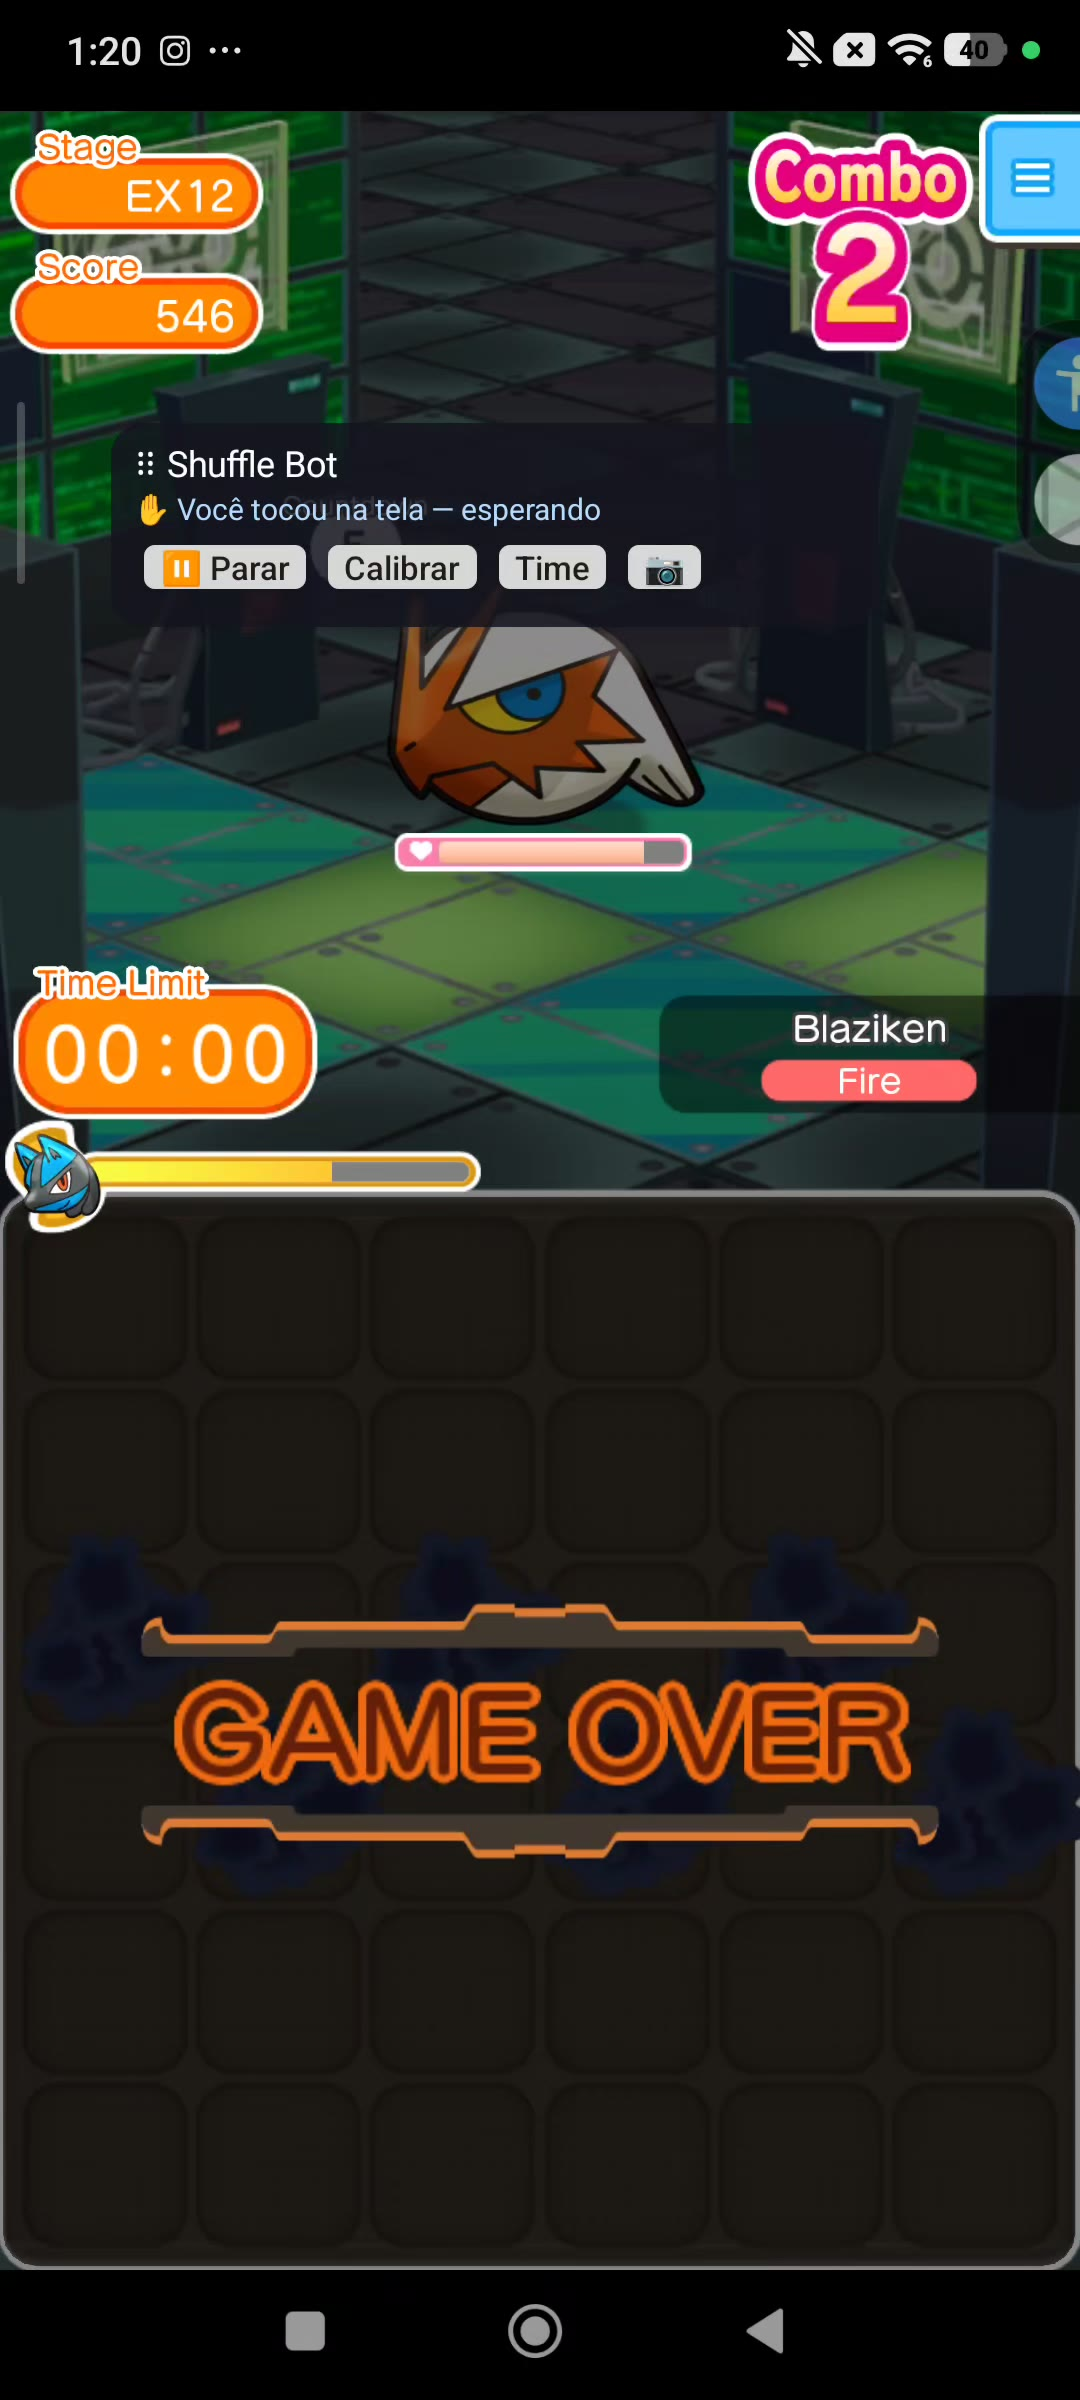 1:20
6
40
Stage
EX12
Combo
2
Score
546
Shuffle Bot
Você tocou na tela — esperando
Parar
Calibrar
Time
Time Limit
00:00
Blaziken
Fire
GAME OVER